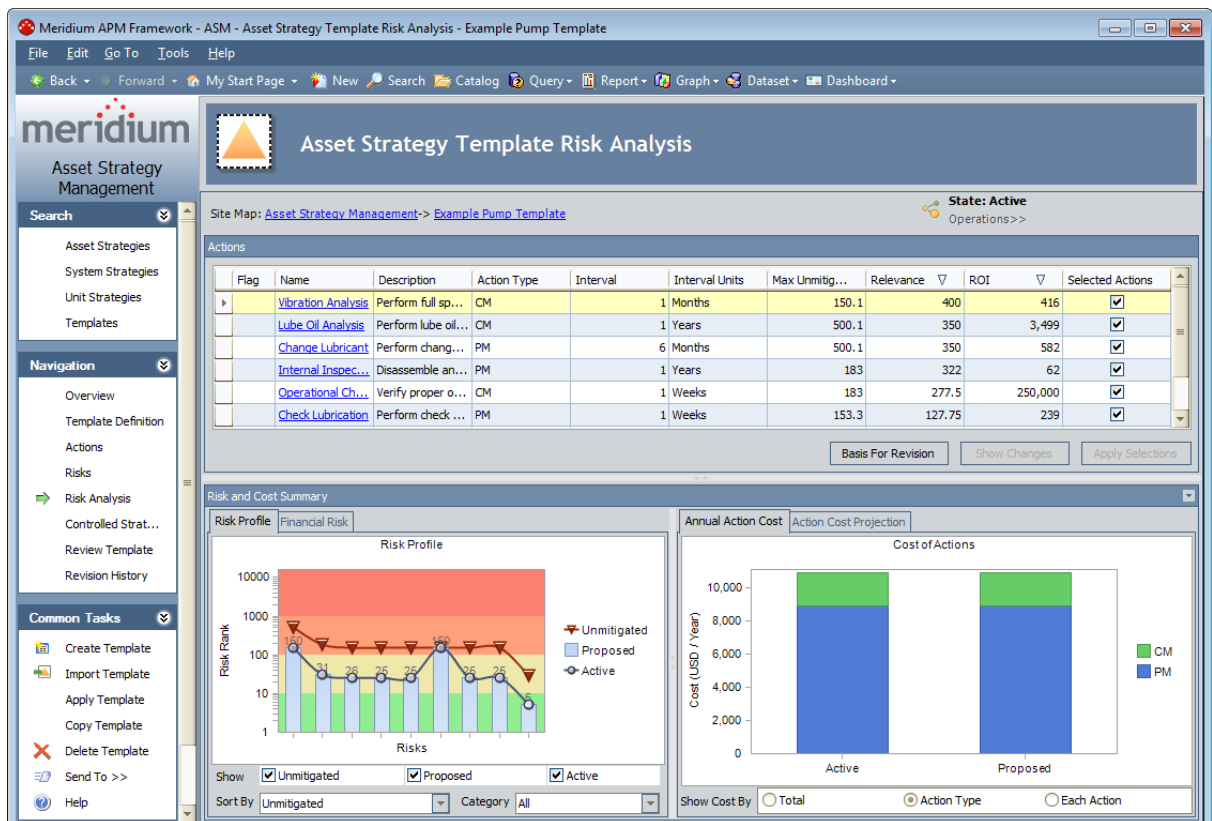 Meridium APM Framework - ASM - Asset Strategy Template Risk Analysis - Example Pump Template
File Edit Go To Tools Help
Back Forward My Start Page New Search Catalog Query Report Graph Dataset Dashboard
meridium
Asset Strategy
Management
Search
Asset Strategies
System Strategies
Unit Strategies
Templates
Navigation
Overview
Template Definition
Actions
Risks
Risk Analysis
Controlled Strat...
Review Template
Revision History
Common Tasks
Create Template
Import Template
Apply Template
Copy Template
Delete Template
Send To >>
Help
Asset Strategy Template Risk Analysis
Site Map: Asset Strategy Management-> Example Pump Template
State: Active
Operations>>
Actions
Flag Name Description Action Type Interval Interval Units Max Unmitig... Relevance ROI Selected Actions
Vibration Analysis Perform full sp... CM 1 Months 150.1 400 416
Lube Oil Analysis Perform lube oil... CM 1 Years 500.1 350 3,499
Change Lubricant Perform chang... PM 6 Months 500.1 350 582
Internal Inspec... Disassemble an... PM 1 Years 183 322 62
Operational Ch... Verify proper o... CM 1 Weeks 183 277.5 250,000
Check Lubrication Perform check ... PM 1 Weeks 153.3 127.75 239
Basis For Revision Show Changes Apply Selections
Risk and Cost Summary
Risk Profile Financial Risk
Risk Profile
Risk Rank
10000
1000
100
10
1
150 31 26 25 25 150 25 25 5
Risks
Unmitigated
Proposed
Active
Show Unmitigated Proposed Active
Sort By Unmitigated Category All
Annual Action Cost Action Cost Projection
Cost of Actions
Cost (USD / Year)
10,000
8,000
6,000
4,000
2,000
0
Active Proposed
CM
PM
Show Cost By Total Action Type Each Action